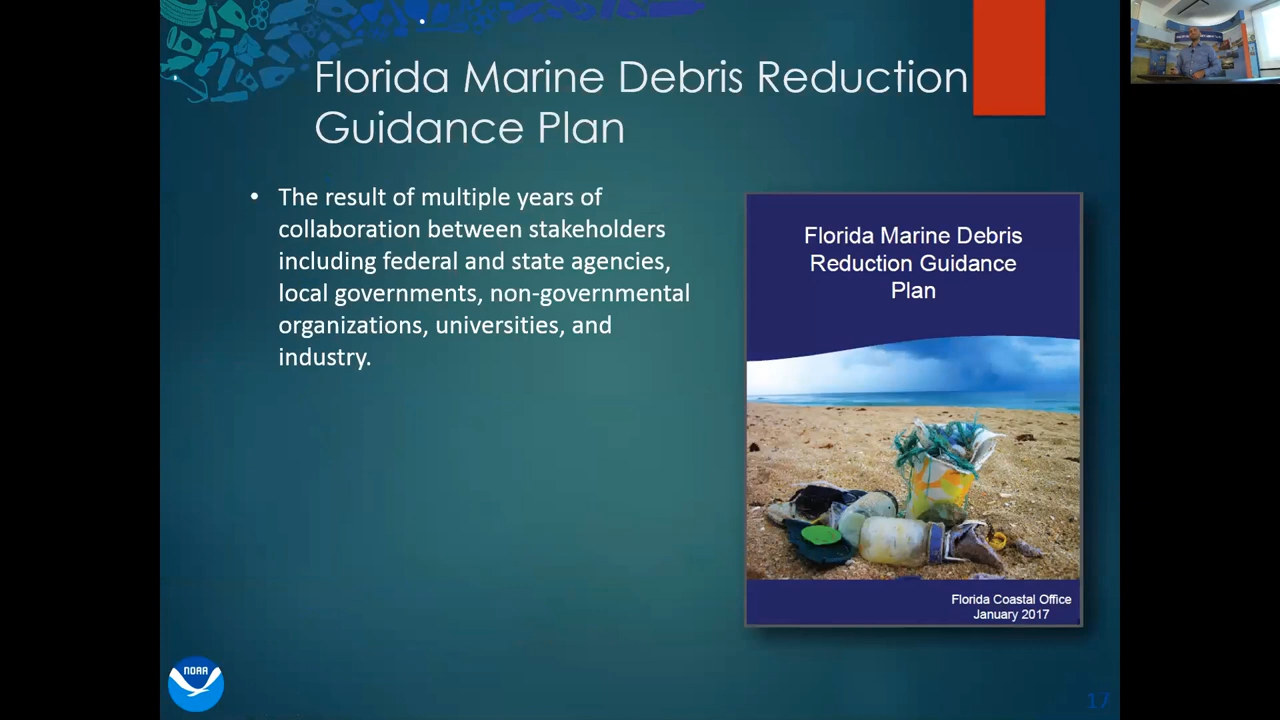 Florida Marine Debris Reduction
Guidance Plan
• The result of multiple years of
collaboration between stakeholders
including federal and state agencies,
local governments, non-governmental
organizations, universities, and
industry.
Florida Marine Debris
Reduction Guidance
Plan
Florida Coastal Office
January 2017
NOAA
17